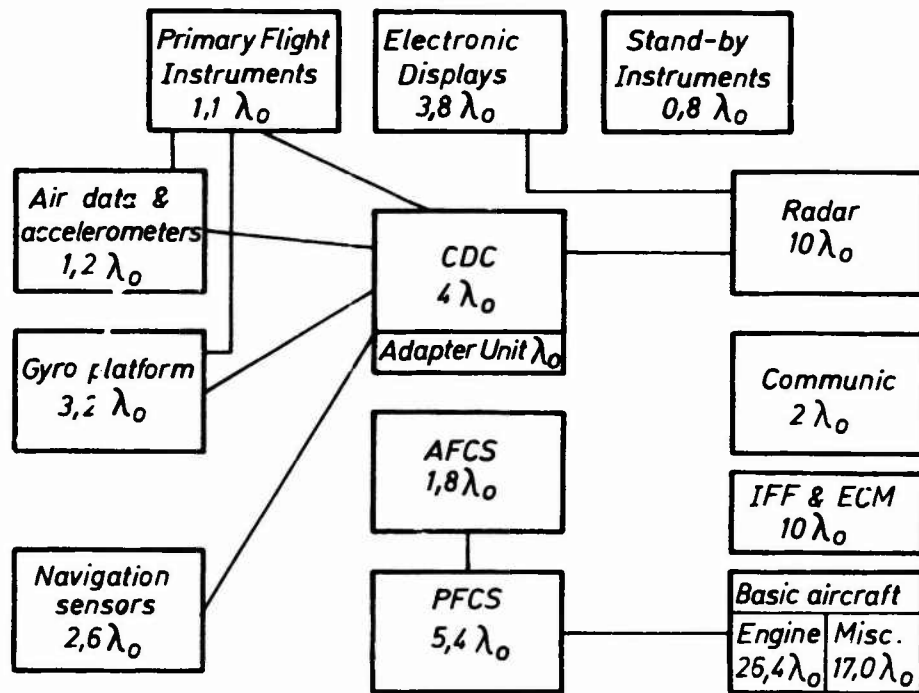 Primary Flight
Instruments
1,1 λo
Electronic
Displays
3,8 λo
Stand-by
Instruments
0,8 λo
Air data &
accelerometers
1,2 λo
CDC
4 λo
Adapter Unit λo
Radar
10 λo
Gyro platform
3,2 λo
Communic
2 λo
AFCS
1,8 λo
IFF & ECM
10 λo
Navigation
sensors
2,6 λo
PFCS
5,4 λo
Basic aircraft
Engine
26,4 λo
Misc.
17,0 λo